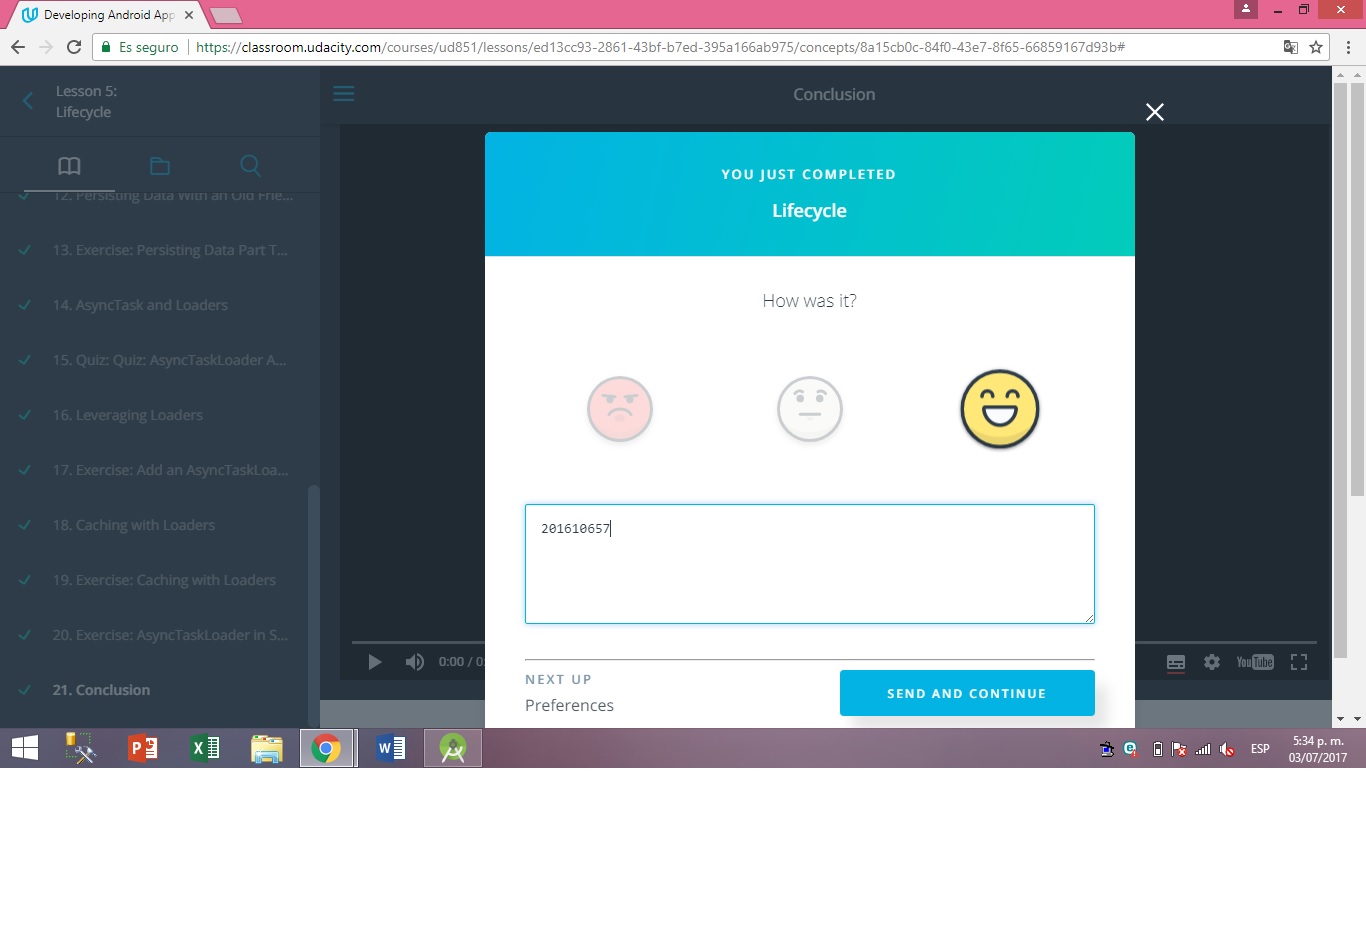 Developing Android App
Es seguro
https://classroom.udacity.com/courses/ud851/lessons/ed13cc93-2861-43bf-b7ed-395a166ab975/concepts/8a15cb0c-84f0-43e7-8f65-66859167d93b#
Lesson 5:
Lifecycle
Conclusion
12. Persisting Data With an Old Frie...
13. Exercise: Persisting Data Part T...
14. AsyncTask and Loaders
15. Quiz: Quiz: AsyncTaskLoader A...
16. Leveraging Loaders
17. Exercise: Add an AsyncTaskLoa...
18. Caching with Loaders
19. Exercise: Caching with Loaders
20. Exercise: AsyncTaskLoader in S...
21. Conclusion
YOU JUST COMPLETED
Lifecycle
How was it?
201610657
NEXT UP
Preferences
SEND AND CONTINUE
0:00 / 0:
YouTube
ESP
5:34 p. m.
03/07/2017